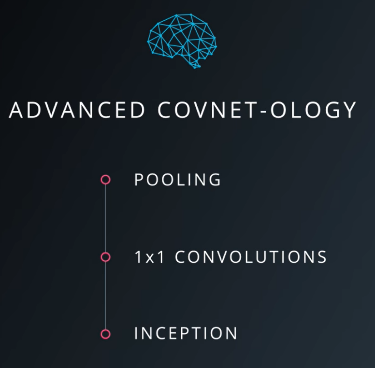 ADVANCED COVNET-OLOGY
POOLING
1x1 CONVOLUTIONS
INCEPTION